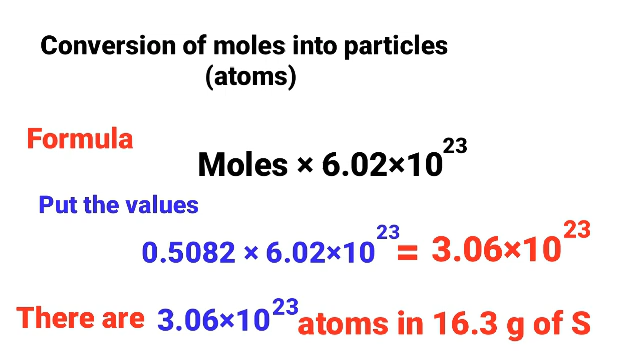 Conversion of moles into particles
(atoms)
Formula
Moles × 6.02×10²³
Put the values
0.5082 × 6.02×10²³ = 3.06×10²³
There are 3.06×10²³ atoms in 16.3 g of S